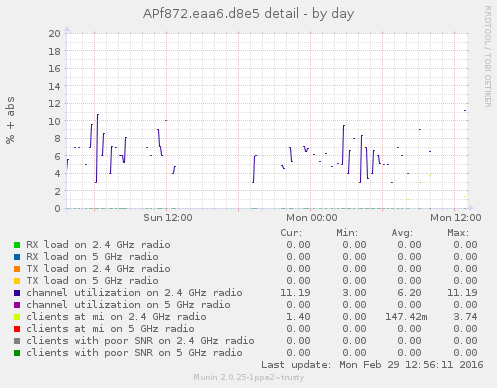 APf872.eaa6.d8e5 detail - by day
RRDTOOL / TOBI OETIKER
% + abs
20
18
16
14
12
10
8
6
4
2
0
Sun 12:00 Mon 00:00 Mon 12:00
Cur: Min: Avg: Max:
RX load on 2.4 GHz radio 0.00 0.00 0.00 0.00
RX load on 5 GHz radio 0.00 0.00 0.00 0.00
TX load on 2.4 GHz radio 0.00 0.00 0.00 0.00
TX load on 5 GHz radio 0.00 0.00 0.00 0.00
channel utilization on 2.4 GHz radio 11.19 3.00 6.20 11.19
channel utilization on 5 GHz radio 0.00 0.00 0.00 0.00
clients at mi on 2.4 GHz radio 1.40 0.00 147.42m 3.74
clients at mi on 5 GHz radio 0.00 0.00 0.00 0.00
clients with poor SNR on 2.4 GHz radio 0.00 0.00 0.00 0.00
clients with poor SNR on 5 GHz radio 0.00 0.00 0.00 0.00
Last update: Mon Feb 29 12:56:11 2016
Munin 2.0.25-1ppa2~trusty